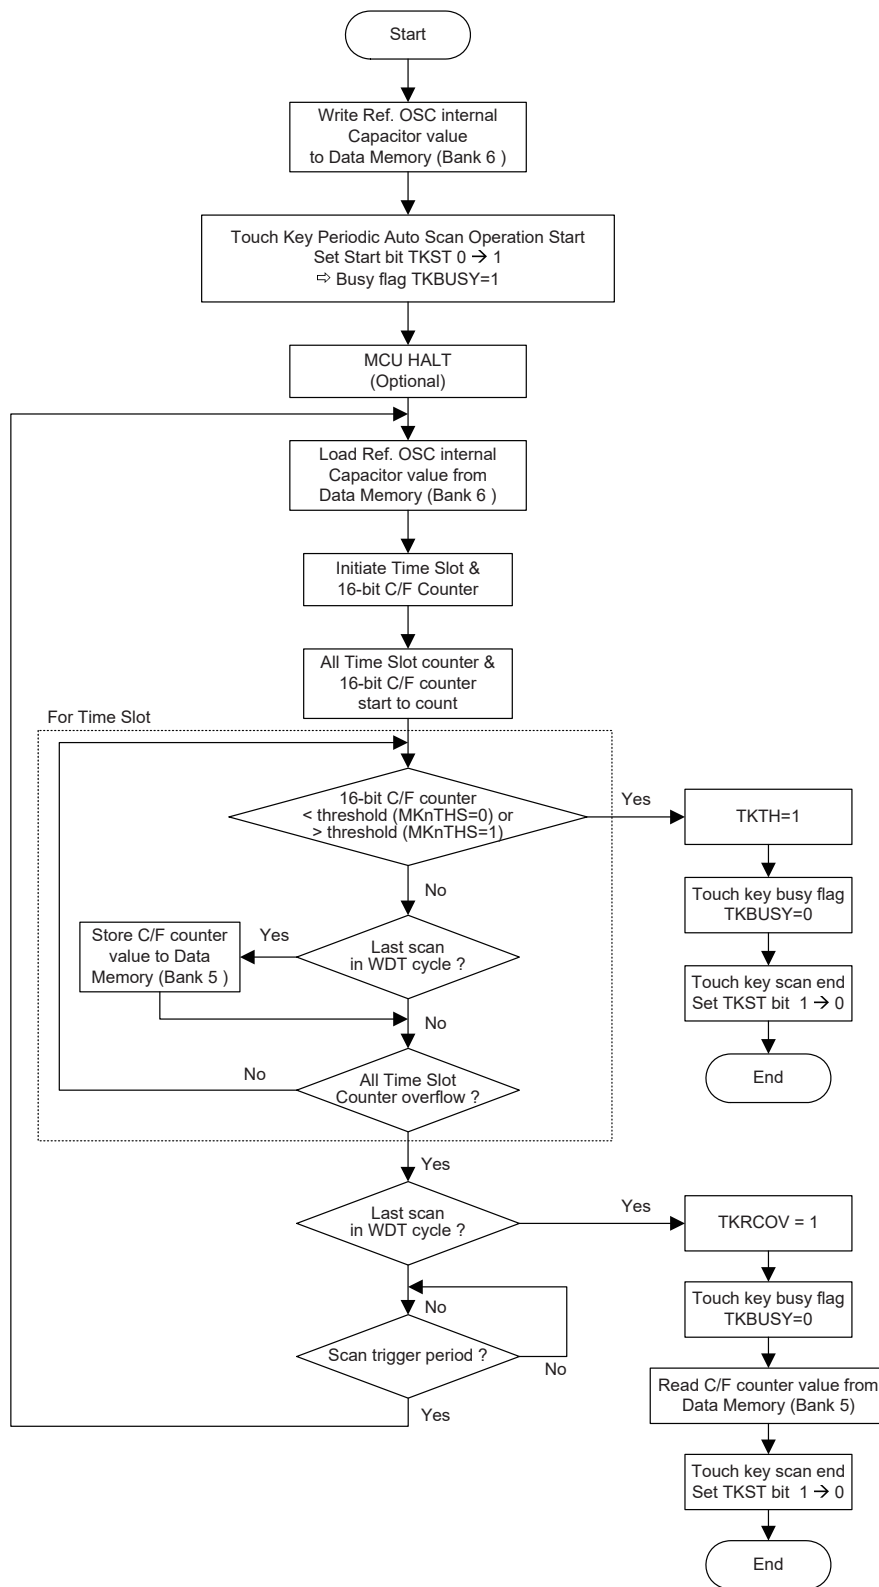 Start
Write Ref. OSC internal
Capacitor value
to Data Memory (Bank 6 )
Touch Key Periodic Auto Scan Operation Start
Set Start bit TKST 0 → 1
⇨ Busy flag TKBUSY=1
MCU HALT
(Optional)
Load Ref. OSC internal
Capacitor value from
Data Memory (Bank 6 )
Initiate Time Slot &
16-bit C/F Counter
All Time Slot counter &
16-bit C/F counter
start to count
For Time Slot
16-bit C/F counter
< threshold (MKnTHS=0) or
> threshold (MKnTHS=1)
Yes
TKTH=1
No
Touch key busy flag
TKBUSY=0
Store C/F counter
value to Data
Memory (Bank 5 )
Yes
Last scan
in WDT cycle ?
Touch key scan end
Set TKST bit 1 → 0
No
End
No
All Time Slot
Counter overflow ?
Yes
Last scan
in WDT cycle ?
Yes
TKRCOV = 1
No
Touch key busy flag
TKBUSY=0
Scan trigger period ?
No
Yes
Read C/F counter value from
Data Memory (Bank 5)
Touch key scan end
Set TKST bit 1 → 0
End